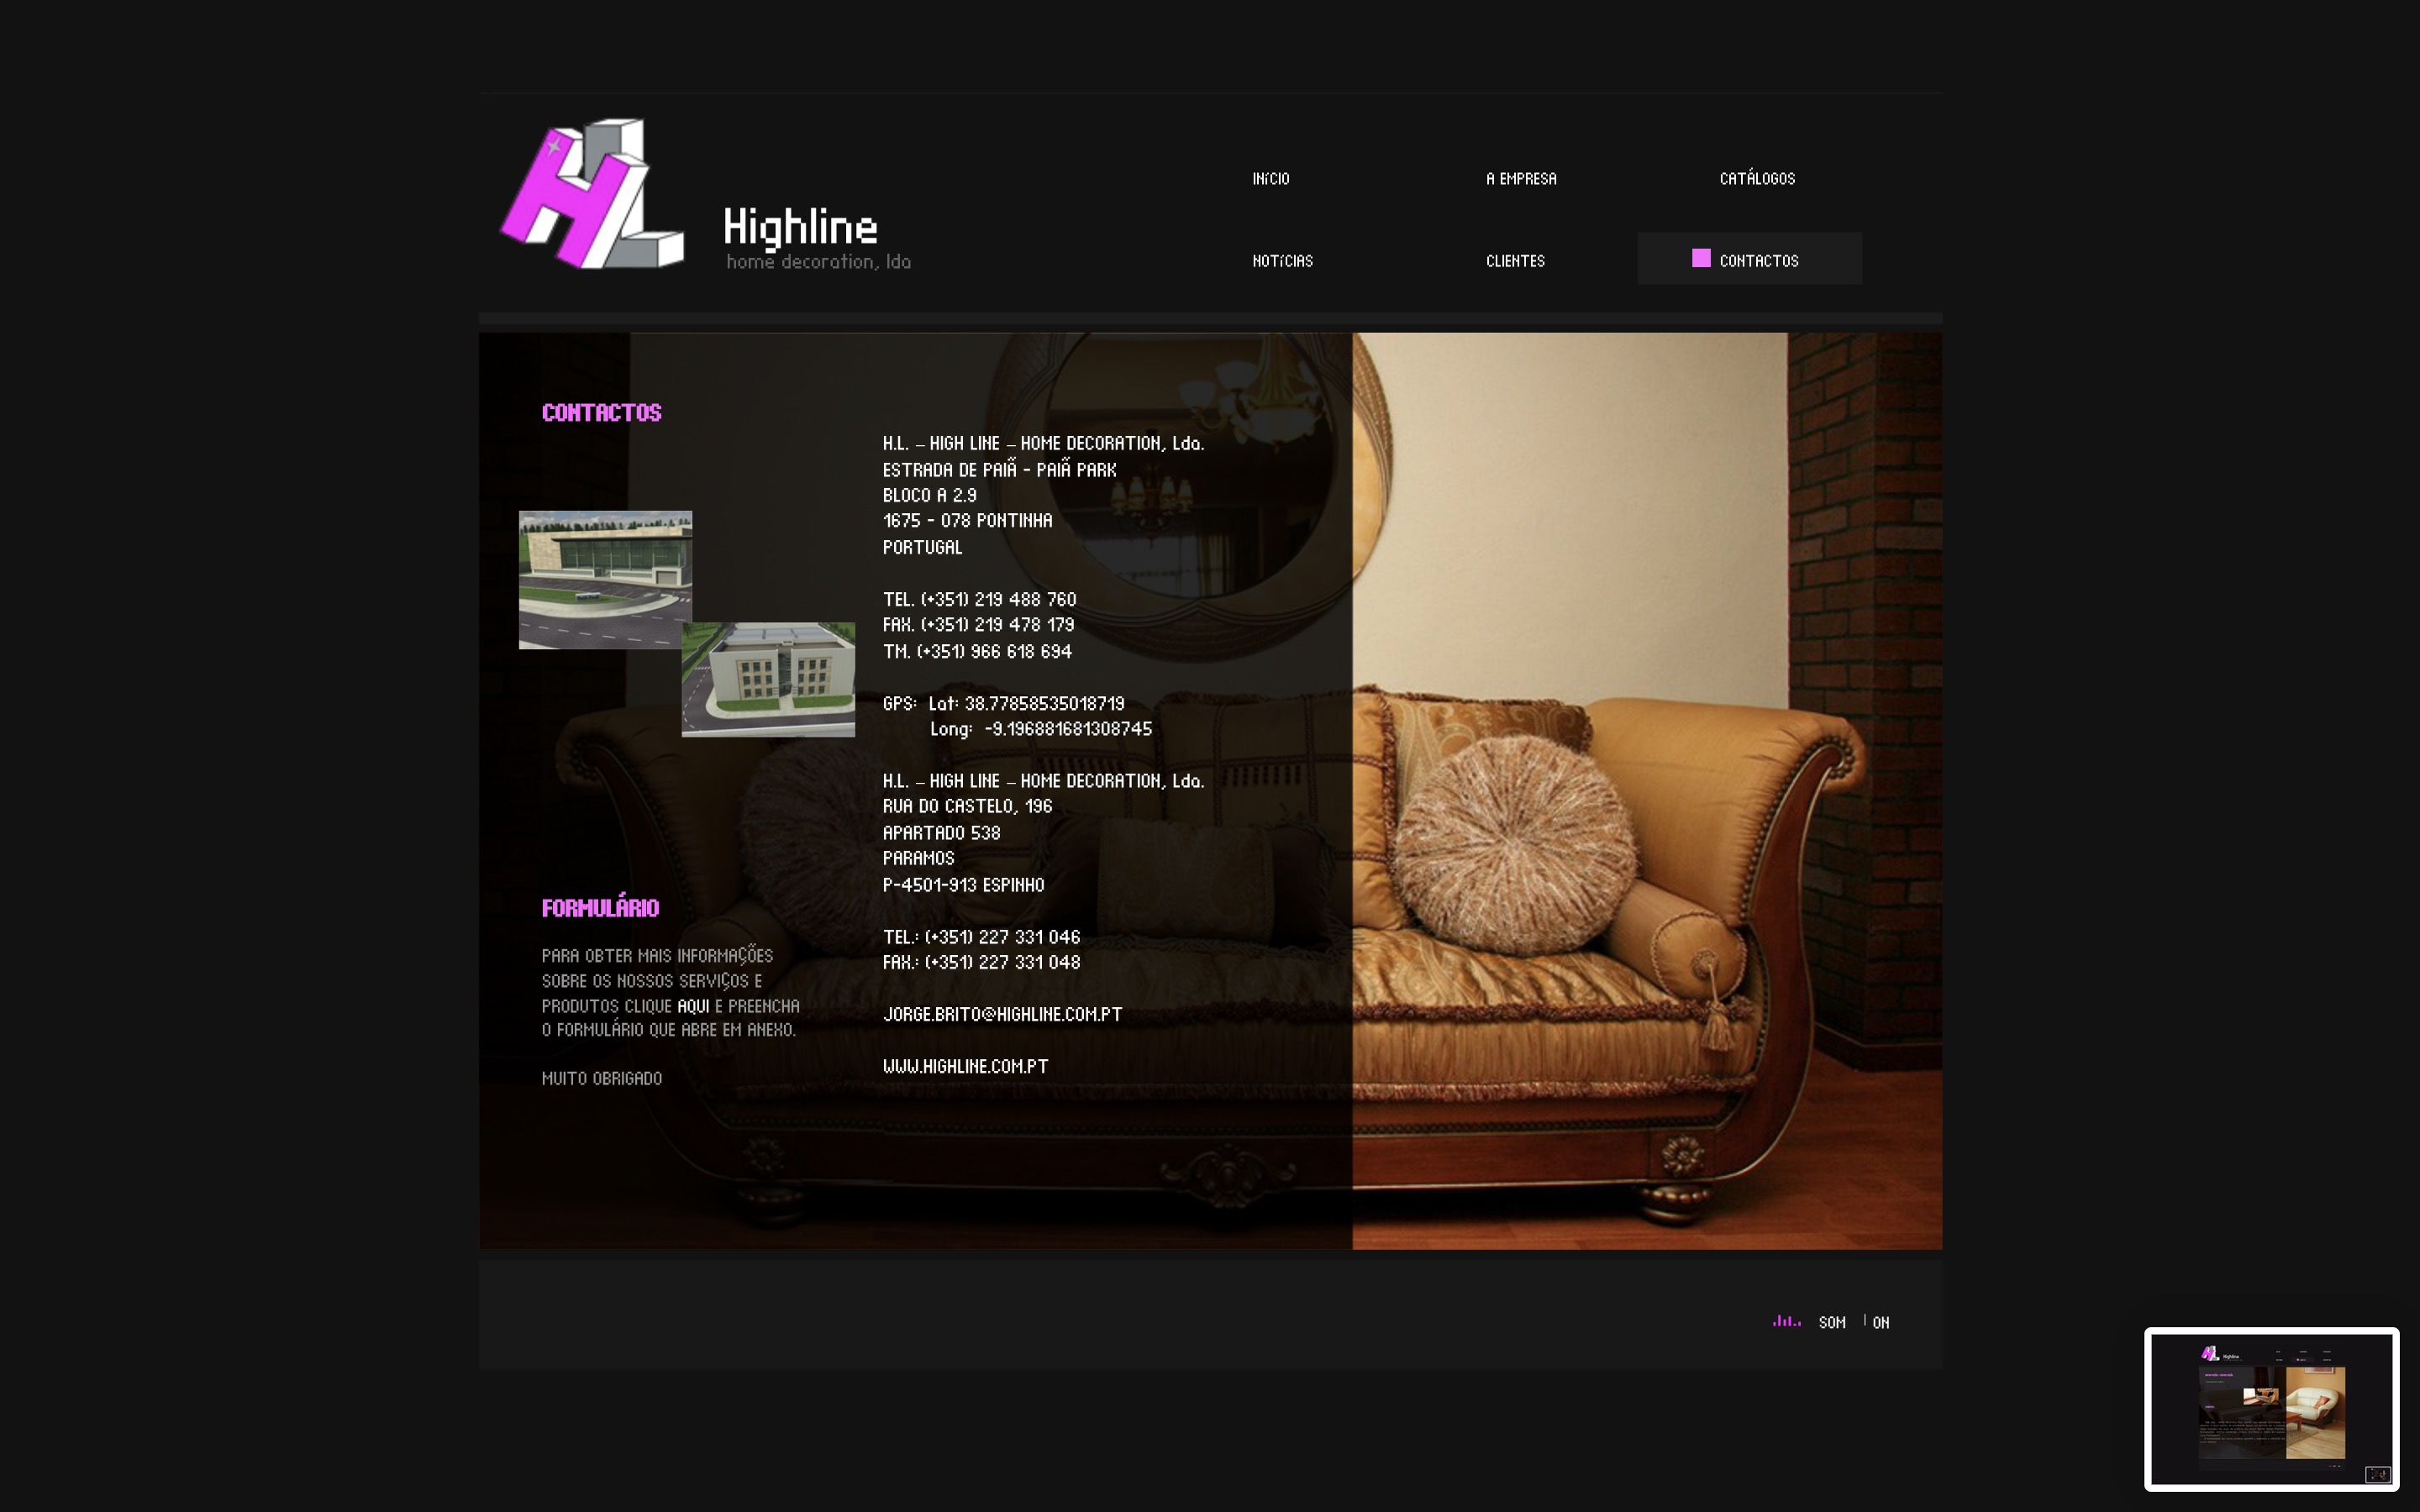 Highline
home decoration, lda
INíCIO
A EMPRESA
CATÁLOGOS
NOTíCIAS
CLIENTES
CONTACTOS
CONTACTOS
H.L. – HIGH LINE – HOME DECORATION, Lda.
ESTRADA DE PAIÃ - PAIÃ PARK
BLOCO A 2.9
1675 - 078 PONTINHA
PORTUGAL
TEL. (+351) 219 488 760
FAX. (+351) 219 478 179
TM. (+351) 966 618 694
GPS: Lat: 38.77858535018719
Long: -9.196881681308745
H.L. – HIGH LINE – HOME DECORATION, Lda.
RUA DO CASTELO, 196
APARTADO 538
PARAMOS
P-4501-913 ESPINHO
TEL.: (+351) 227 331 046
FAX.: (+351) 227 331 048
JORGE.BRITO@HIGHLINE.COM.PT
WWW.HIGHLINE.COM.PT
FORMULÁRIO
PARA OBTER MAIS INFORMAÇÕES
SOBRE OS NOSSOS SERVIÇOS E
PRODUTOS CLIQUE AQUI E PREENCHA
O FORMULÁRIO QUE ABRE EM ANEXO.
MUITO OBRIGADO
SOM | ON
Highline